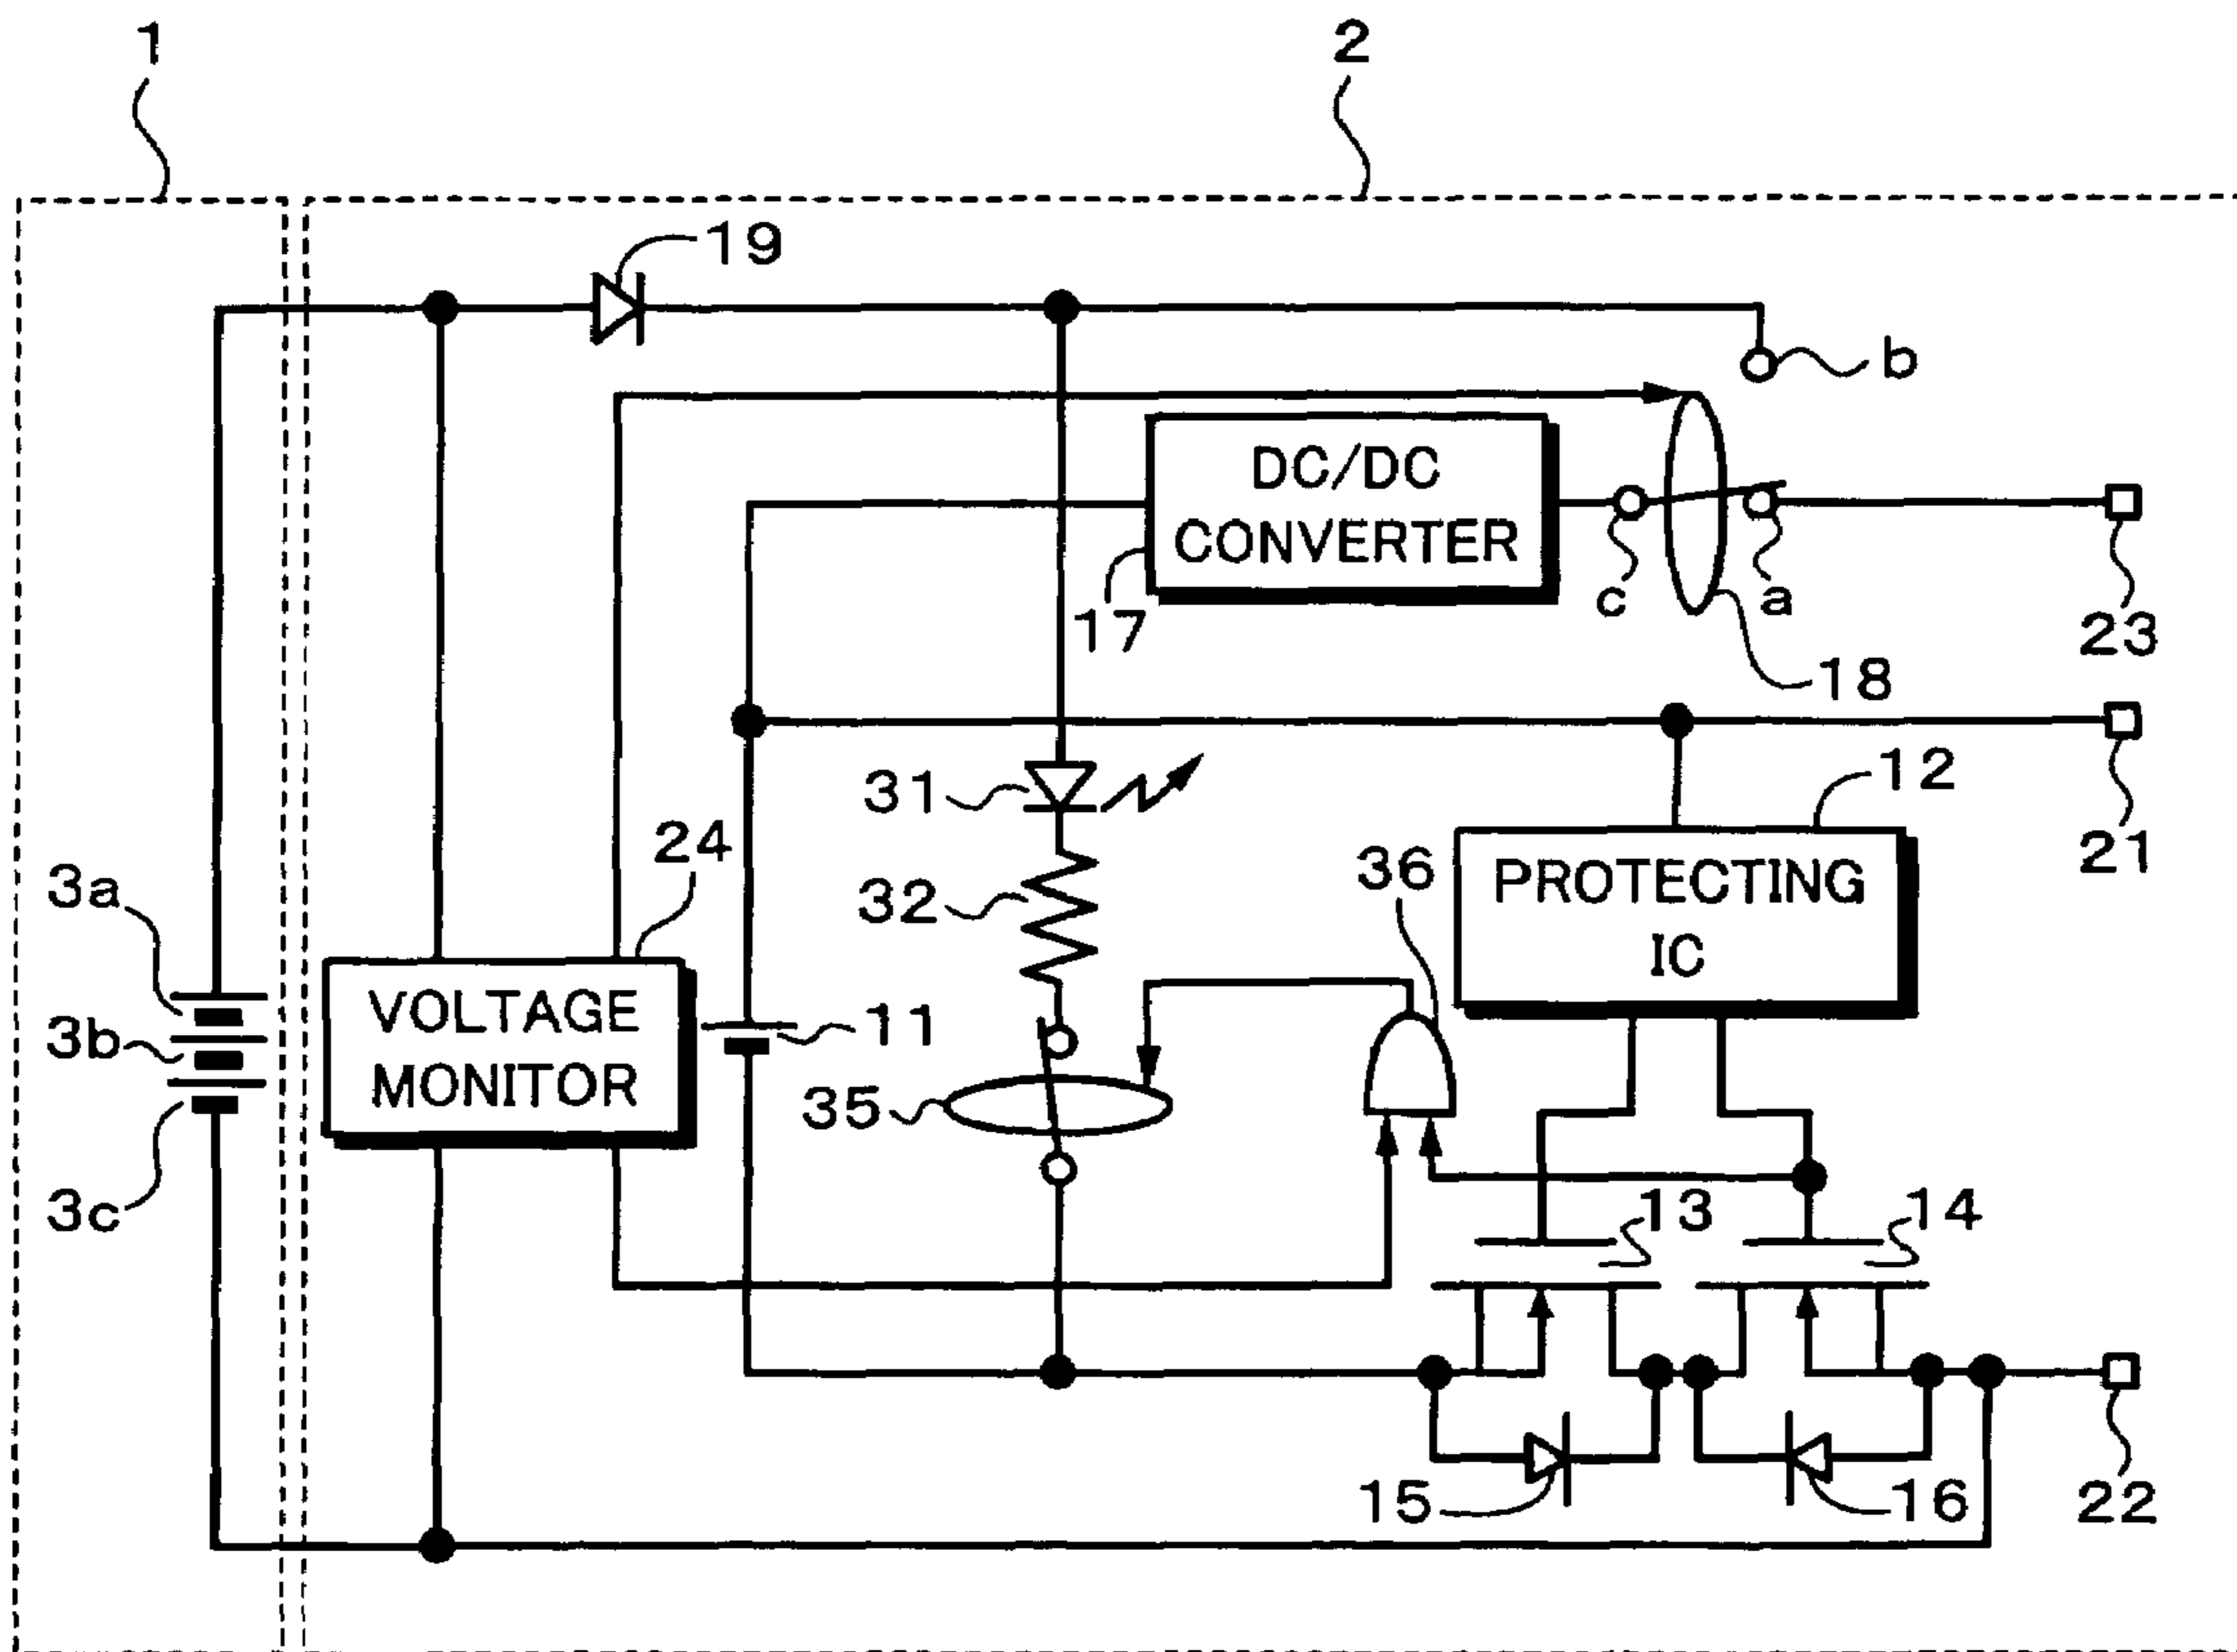 1
2
19
b
DC/DC
CONVERTER
17
c
a
23
18
31
12
21
24
36
3a
32
PROTECTING
IC
3b
VOLTAGE
MONITOR
11
35
3c
13
14
15
16
22